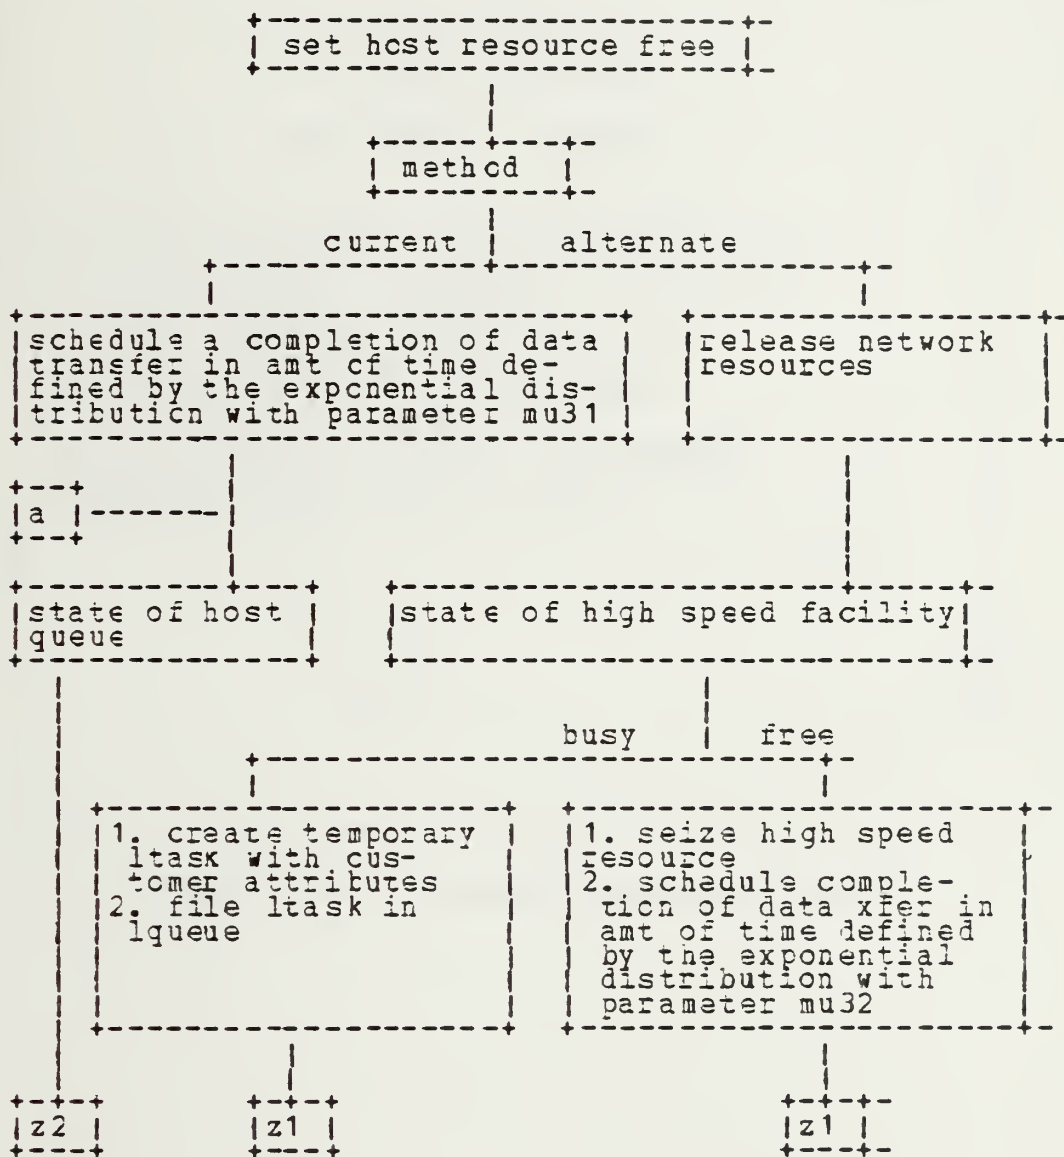 set host resource free
method
current alternate
schedule a completion of data
transfer in amt of time de-
fined by the exponential dis-
tribution with parameter mu31
release network
resources
a
state of host
queue
state of high speed facility
busy free
1. create temporary
ltask with cus-
tomer attributes
2. file ltask in
lqueue
1. seize high speed
resource
2. schedule comple-
tion of data xfer in
amt of time defined
by the exponential
distribution with
parameter mu32
z2 z1 z1